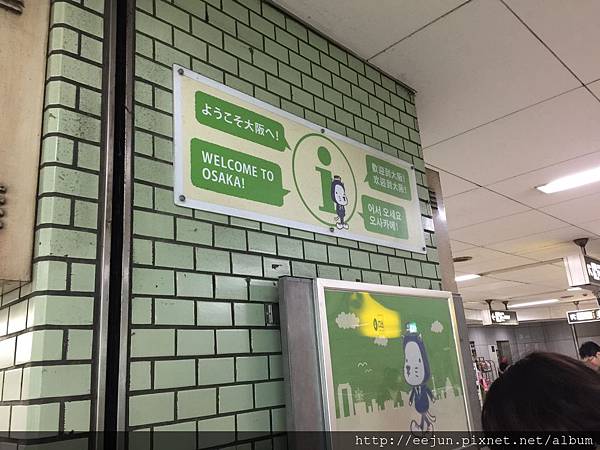 ようこそ大阪へ!
WELCOME TO
OSAKA!
i
歡迎到大阪!
欢迎到大阪!
어서 오세요
오사카에!
http://eejun.pixnet.net/album